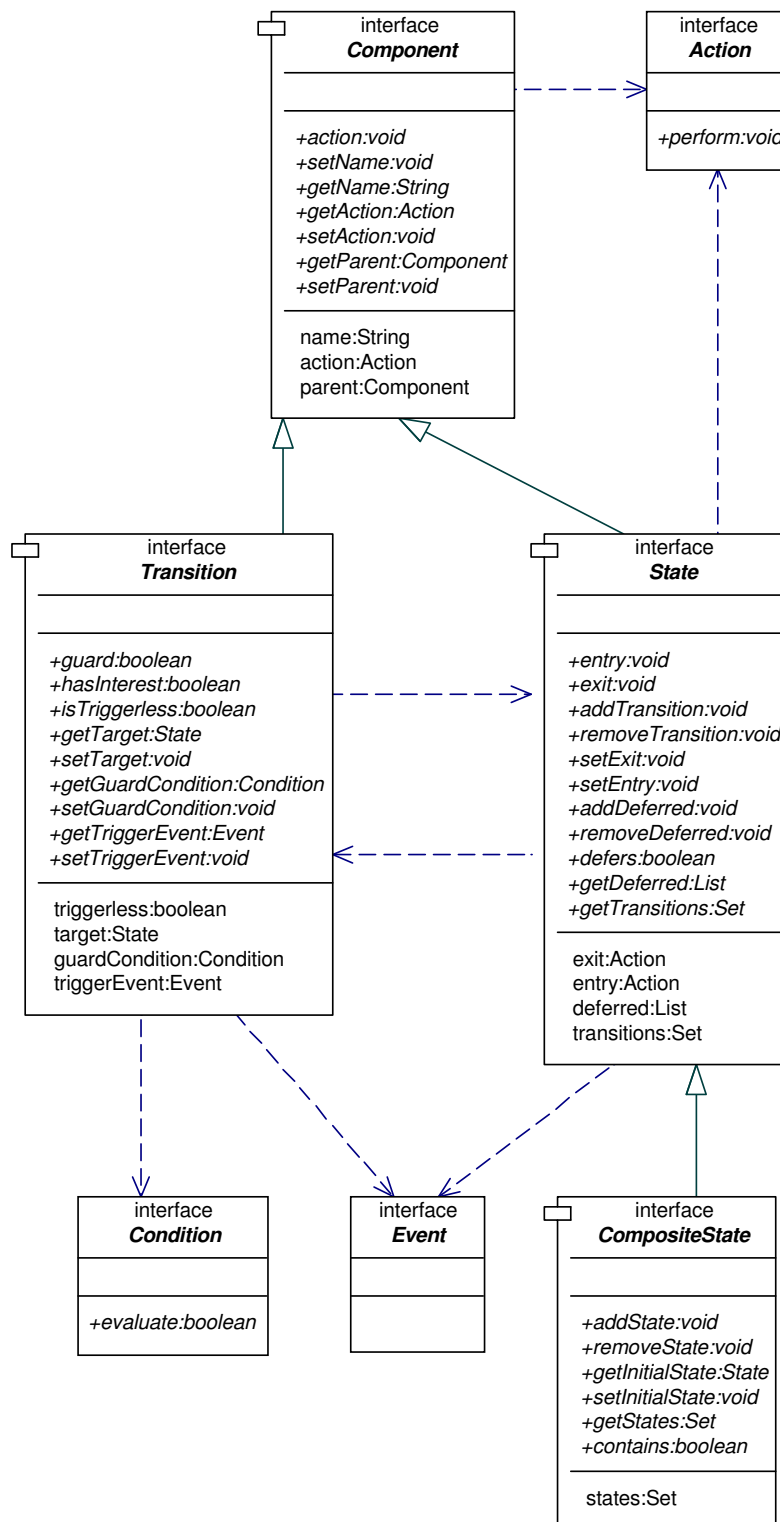 interface
Component
+action:void
+setName:void
+getName:String
+getAction:Action
+setAction:void
+getParent:Component
+setParent:void
name:String
action:Action
parent:Component
interface
Action
+perform:void
interface
Transition
+guard:boolean
+hasInterest:boolean
+isTriggerless:boolean
+getTarget:State
+setTarget:void
+getGuardCondition:Condition
+setGuardCondition:void
+getTriggerEvent:Event
+setTriggerEvent:void
triggerless:boolean
target:State
guardCondition:Condition
triggerEvent:Event
interface
State
+entry:void
+exit:void
+addTransition:void
+removeTransition:void
+setExit:void
+setEntry:void
+addDeferred:void
+removeDeferred:void
+defers:boolean
+getDeferred:List
+getTransitions:Set
exit:Action
entry:Action
deferred:List
transitions:Set
interface
Condition
+evaluate:boolean
interface
Event
interface
CompositeState
+addState:void
+removeState:void
+getInitialState:State
+setInitialState:void
+getStates:Set
+contains:boolean
states:Set